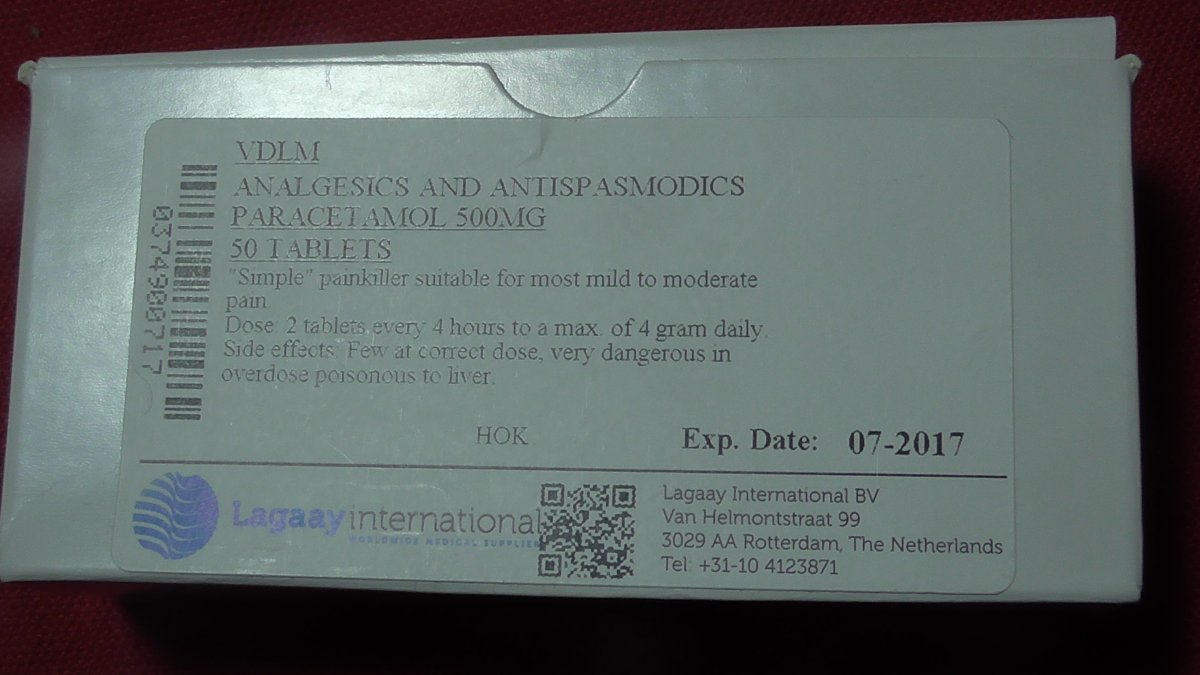 VDLM
ANALGESICS AND ANTISPASMODICS
PARACETAMOL 500MG
50 TABLETS
"Simple" painkiller suitable for most mild to moderate
pain
Dose: 2 tablets every 4 hours to a max. of 4 gram daily.
Side effects: Few at correct dose, very dangerous in
overdose poisonous to liver.
0374900717
HOK
Exp. Date: 07-2017
Lagaay international
WORLDWIDE MEDICAL SUPPLIER
Lagaay International BV
Van Helmontstraat 99
3029 AA Rotterdam, The Netherlands
Tel: +31-10 4123871